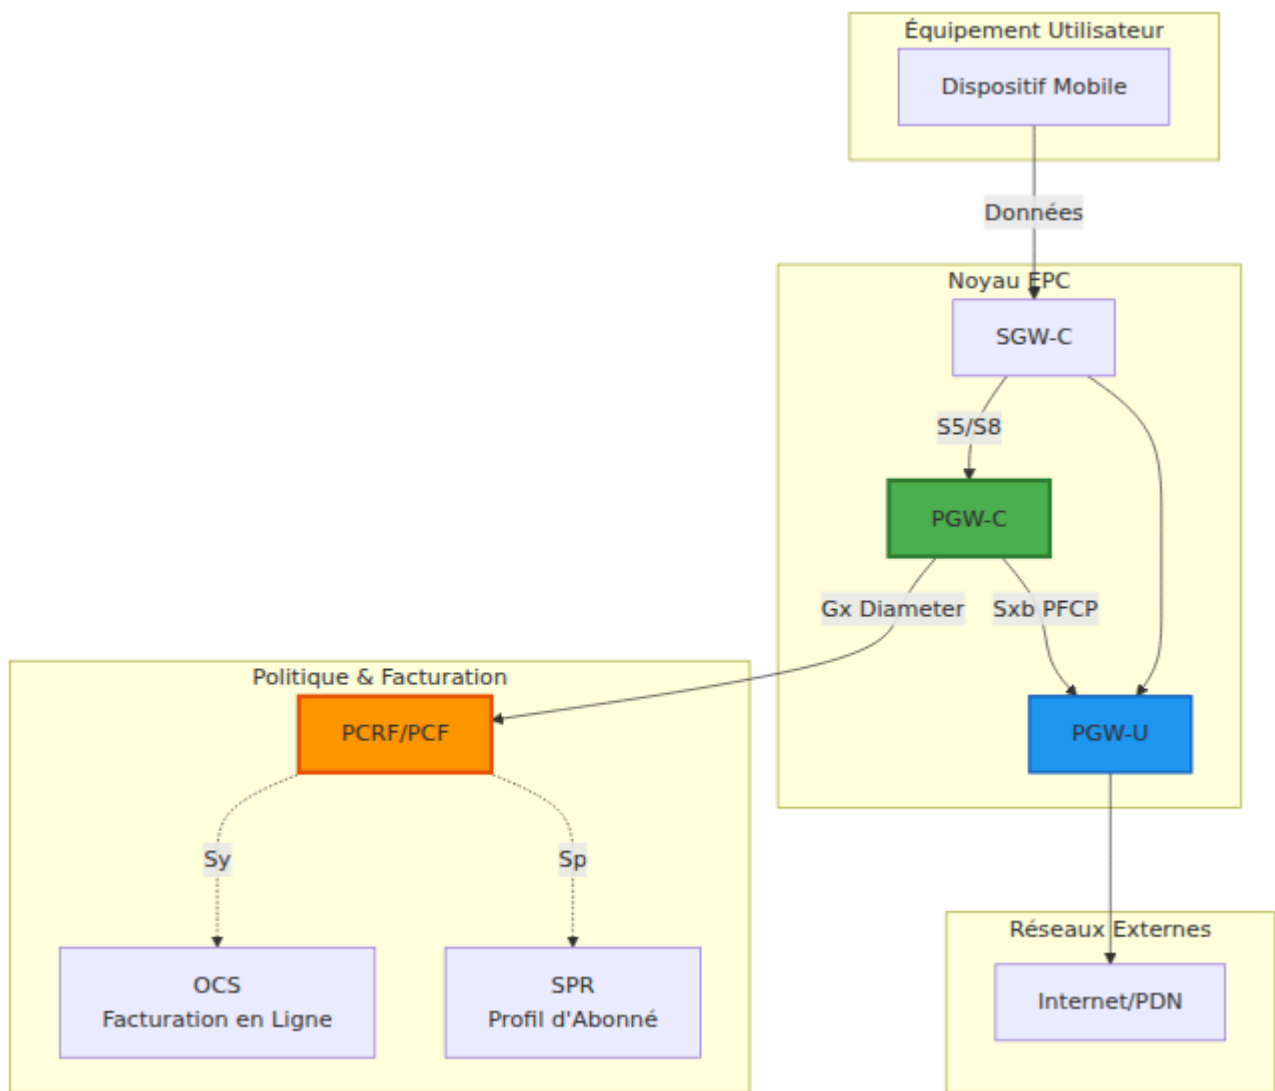 Équipement Utilisateur
Dispositif Mobile
Données
Noyau EPC
SGW-C
S5/S8
PGW-C
Gx Diameter
Sxb PFCP
Politique & Facturation
PCRF/PCF
PGW-U
Sy
Sp
Réseaux Externes
OCS
Facturation en Ligne
SPR
Profil d'Abonné
Internet/PDN